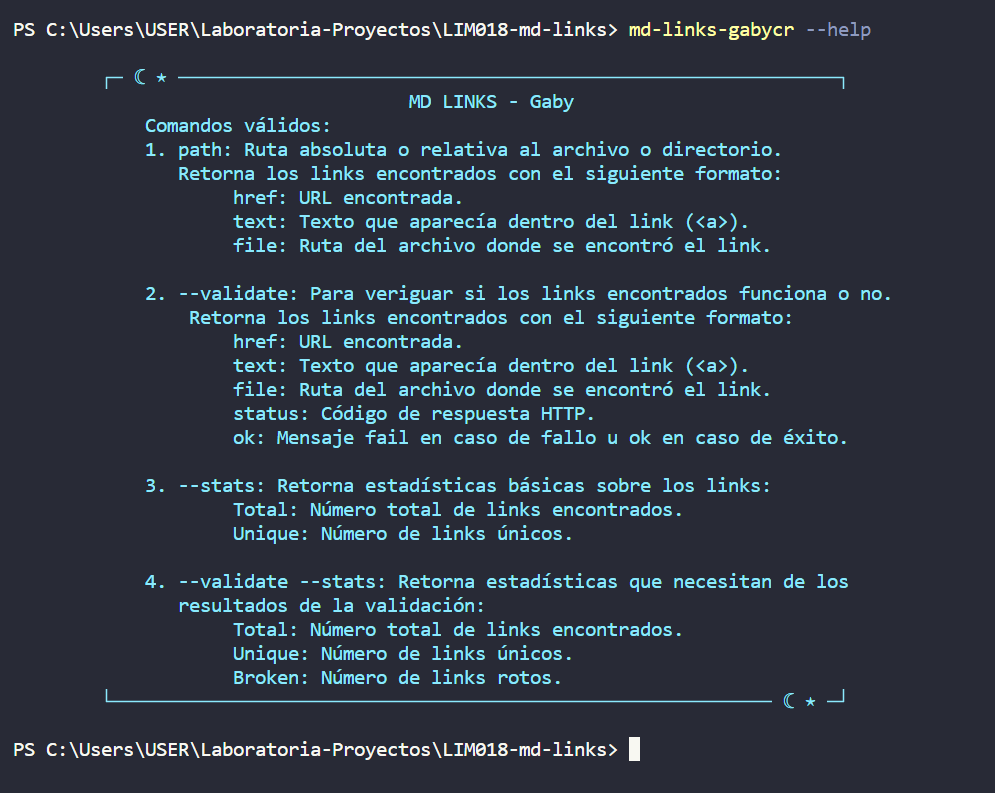 PS C:\Users\USER\Laboratoria-Proyectos\LIM018-md-links> md-links-gabycr --help
MD LINKS - Gaby
Comandos válidos:
1. path: Ruta absoluta o relativa al archivo o directorio.
Retorna los links encontrados con el siguiente formato:
href: URL encontrada.
text: Texto que aparecía dentro del link (<a>).
file: Ruta del archivo donde se encontró el link.
2. --validate: Para veriguar si los links encontrados funciona o no.
Retorna los links encontrados con el siguiente formato:
href: URL encontrada.
text: Texto que aparecía dentro del link (<a>).
file: Ruta del archivo donde se encontró el link.
status: Código de respuesta HTTP.
ok: Mensaje fail en caso de fallo u ok en caso de éxito.
3. --stats: Retorna estadísticas básicas sobre los links:
Total: Número total de links encontrados.
Unique: Número de links únicos.
4. --validate --stats: Retorna estadísticas que necesitan de los
resultados de la validación:
Total: Número total de links encontrados.
Unique: Número de links únicos.
Broken: Número de links rotos.
PS C:\Users\USER\Laboratoria-Proyectos\LIM018-md-links>